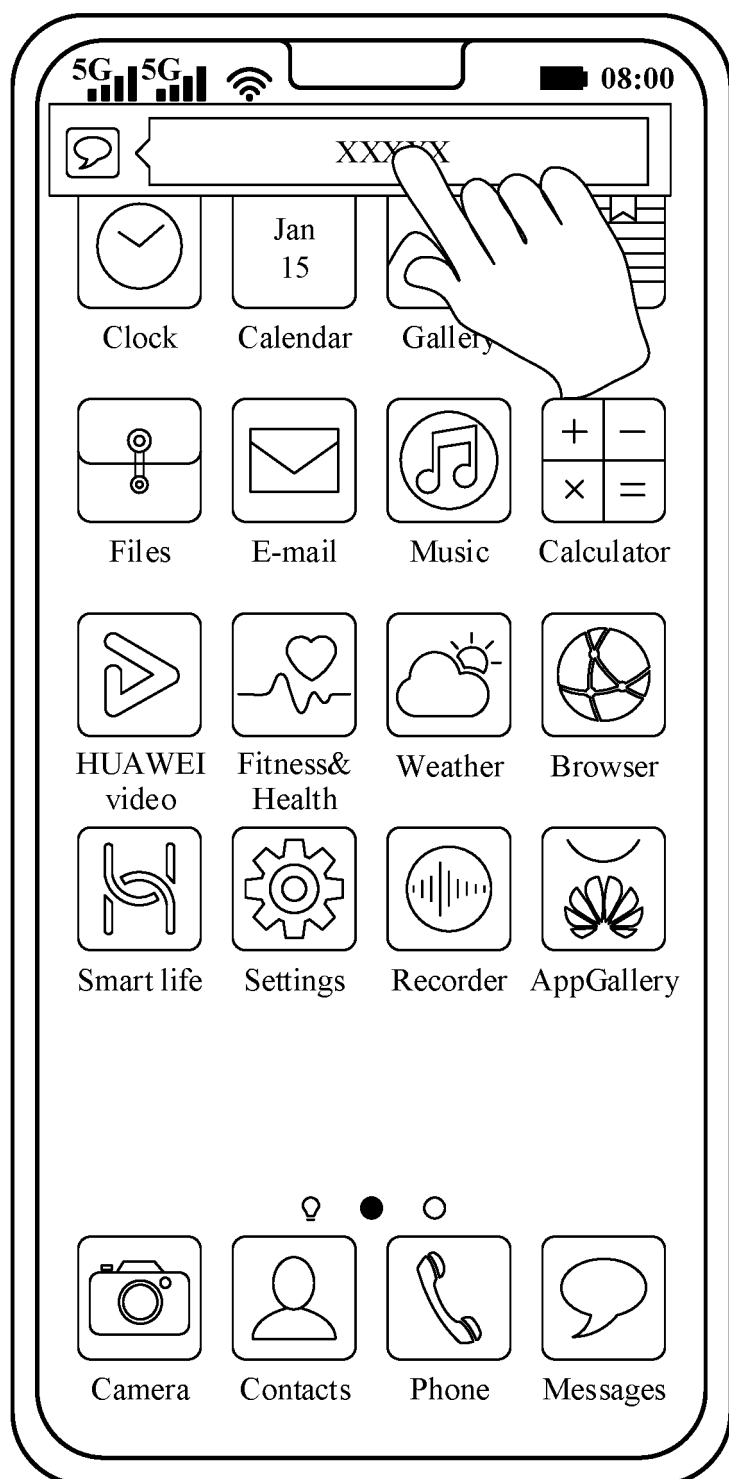 5G 5G 08:00
XXXXX
Jan
15
Clock Calendar Gallery
Files E-mail Music Calculator
HUAWEI Fitness& Weather Browser
video Health
Smart life Settings Recorder AppGallery
Camera Contacts Phone Messages